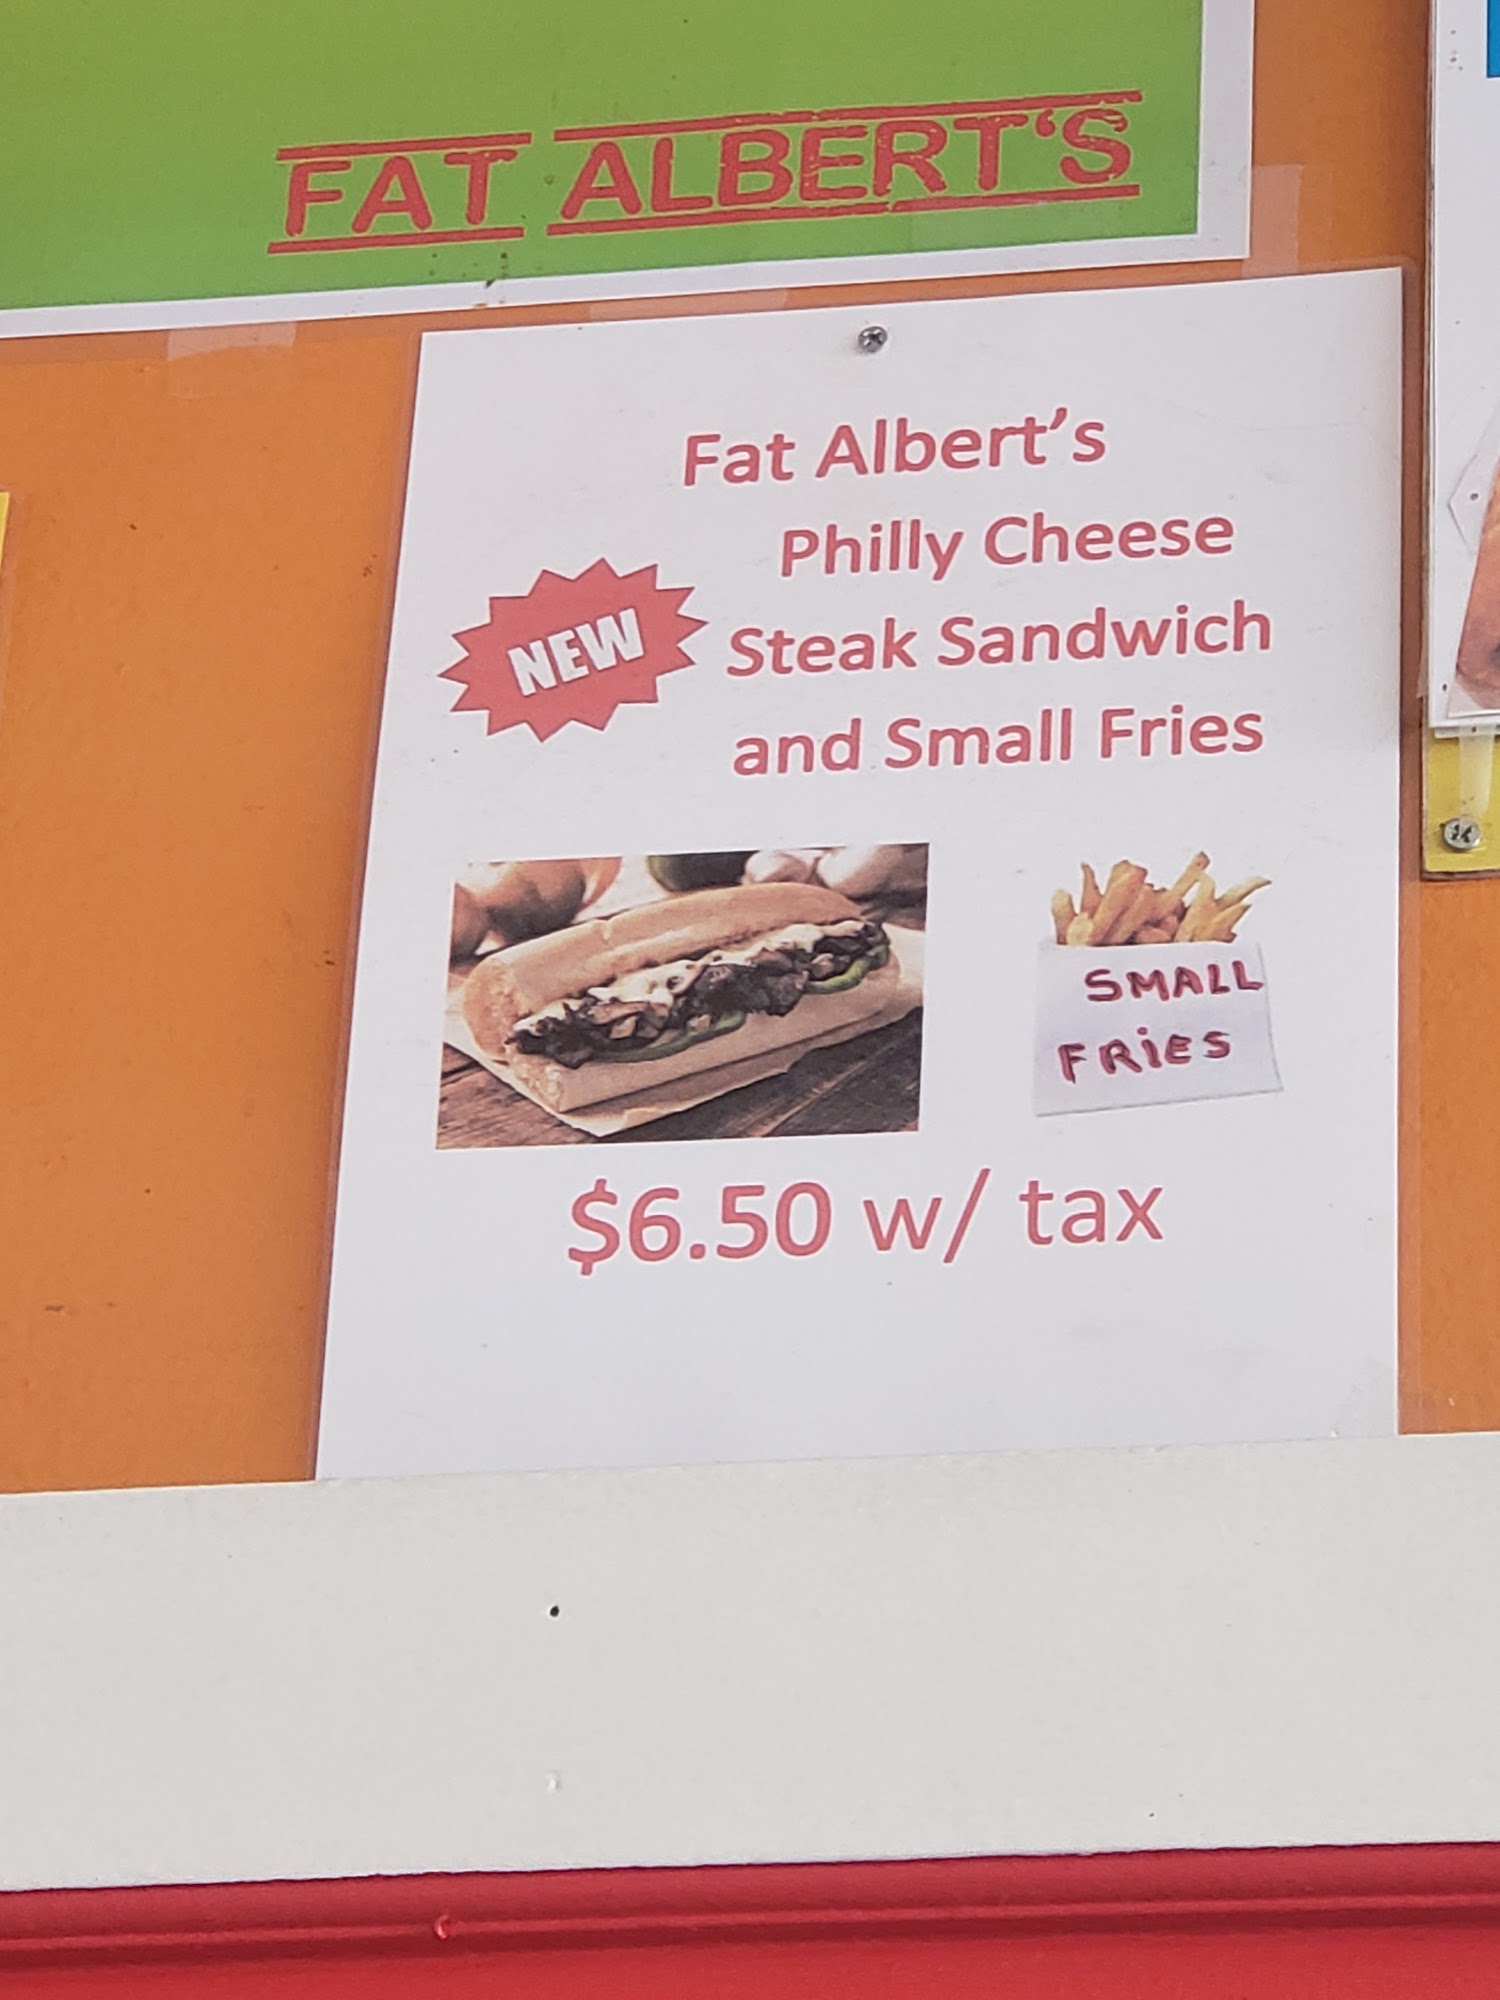 FAT ALBERT'S
Fat Albert's
Philly Cheese
NEW
Steak Sandwich
and Small Fries
SMALL
FRiES
$6.50 w/ tax